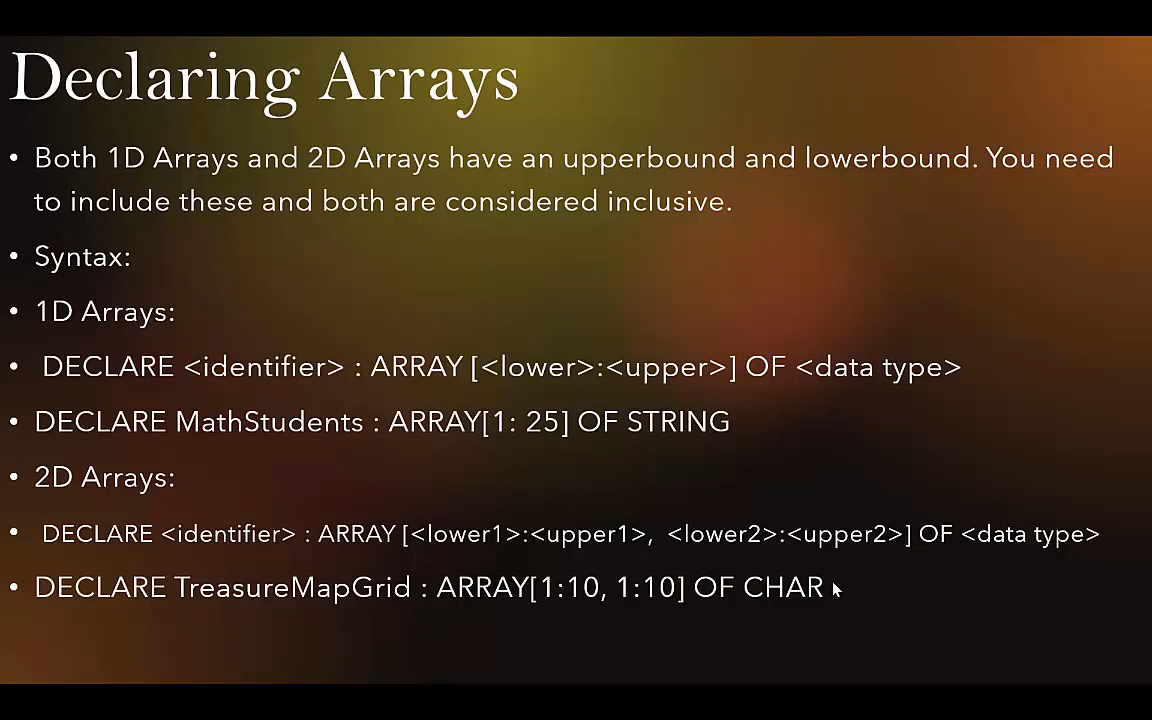 Declaring Arrays
• Both 1D Arrays and 2D Arrays have an upperbound and lowerbound. You need
to include these and both are considered inclusive.
• Syntax:
• 1D Arrays:
• DECLARE <identifier> : ARRAY [<lower>:<upper>] OF <data type>
• DECLARE MathStudents : ARRAY[1: 25] OF STRING
• 2D Arrays:
• DECLARE <identifier> : ARRAY [<lower1>:<upper1>, <lower2>:<upper2>] OF <data type>
• DECLARE TreasureMapGrid : ARRAY[1:10, 1:10] OF CHAR